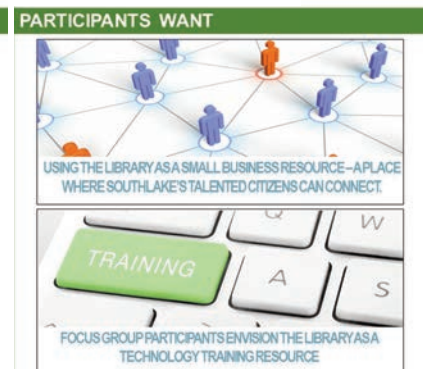 PARTICIPANTS WANT
USING THE LIBRARY AS A SMALL BUSINESS RESOURCE – A PLACE
WHERE SOUTHLAKE'S TALENTED CITIZENS CAN CONNECT.
Q
W
TRAINING
A
S
FOCUS GROUP PARTICIPANTS ENVISION THE LIBRARY AS A
TECHNOLOGY TRAINING RESOURCE